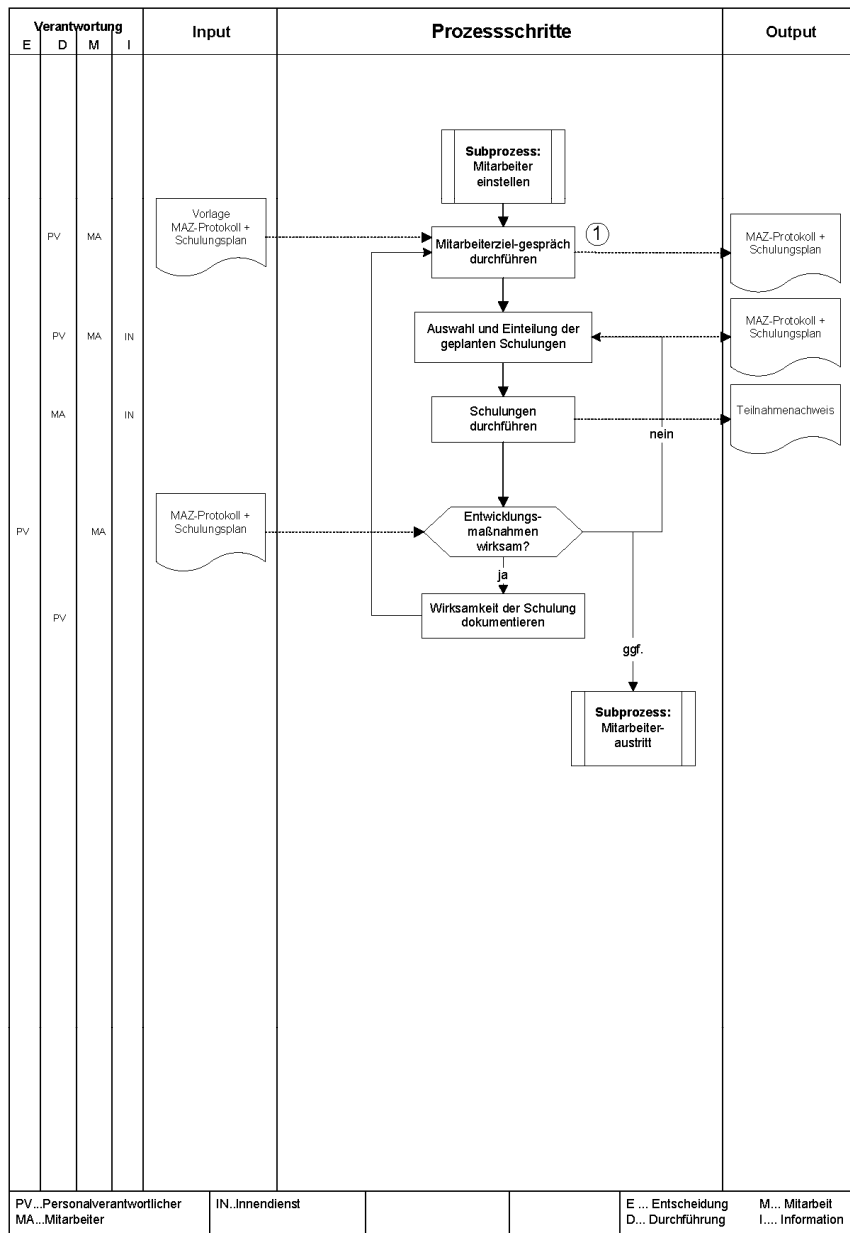 Verantwortung
E D M I
Input
Prozessschritte
Output
Subprozess:
Mitarbeiter
einstellen
PV MA
Vorlage
MAZ-Protokoll +
Schulungsplan
Mitarbeiterziel-gespräch
durchführen
1
MAZ-Protokoll +
Schulungsplan
PV MA IN
Auswahl und Einteilung der
geplanten Schulungen
MAZ-Protokoll +
Schulungsplan
MA IN
Schulungen
durchführen
Teilnahmenachweis
nein
PV MA
MAZ-Protokoll +
Schulungsplan
Entwicklungs-
maßnahmen
wirksam?
ja
PV
Wirksamkeit der Schulung
dokumentieren
ggf.
Subprozess:
Mitarbeiter-
austritt
PV...Personalverantwortlicher
MA...Mitarbeiter
IN..Innendienst
E ... Entscheidung
D... Durchführung
M... Mitarbeit
I.... Information